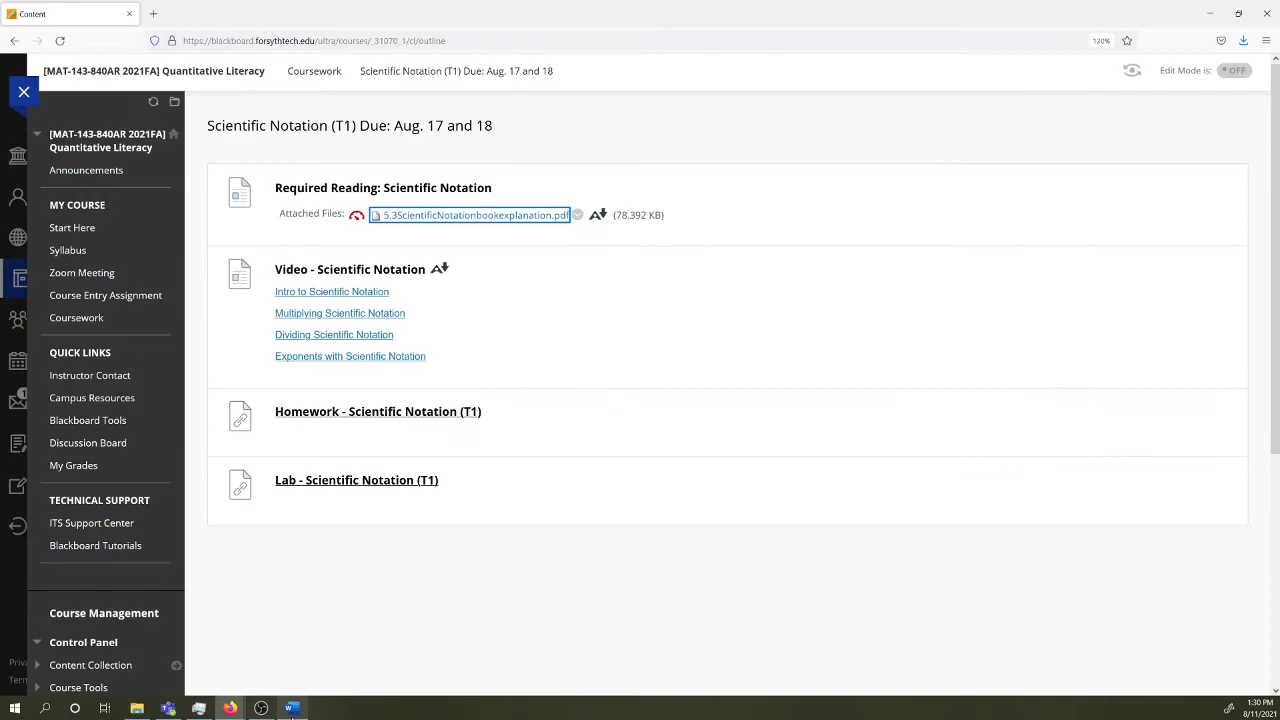 Content
https://blackboard.forsythtech.edu/ultra/courses/_31070_1/cl/outline
120%
[MAT-143-840AR 2021FA] Quantitative Literacy
Coursework
Scientific Notation (T1) Due: Aug. 17 and 18
Edit Mode is:
OFF
[MAT-143-840AR 2021FA]
Quantitative Literacy
Announcements
MY COURSE
Start Here
Syllabus
Zoom Meeting
Course Entry Assignment
Coursework
QUICK LINKS
Instructor Contact
Campus Resources
Blackboard Tools
Discussion Board
My Grades
TECHNICAL SUPPORT
ITS Support Center
Blackboard Tutorials
Course Management
Control Panel
Content Collection
Course Tools
1
Priva
Term
Scientific Notation (T1) Due: Aug. 17 and 18
Required Reading: Scientific Notation
Attached Files: 5.3ScientificNotationbookexplanation.pdf (78.392 KB)
Video - Scientific Notation
Intro to Scientific Notation
Multiplying Scientific Notation
Dividing Scientific Notation
Exponents with Scientific Notation
Homework - Scientific Notation (T1)
Lab - Scientific Notation (T1)
1:30 PM
8/11/2021